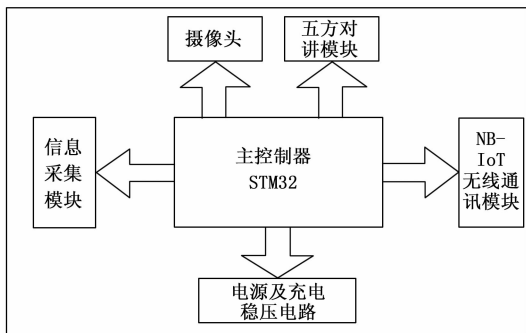 摄像头
五方对
讲模块
信息
采集
模块
主控制器
STM32
NB-
IoT
无线通
讯模块
电源及充电
稳压电路